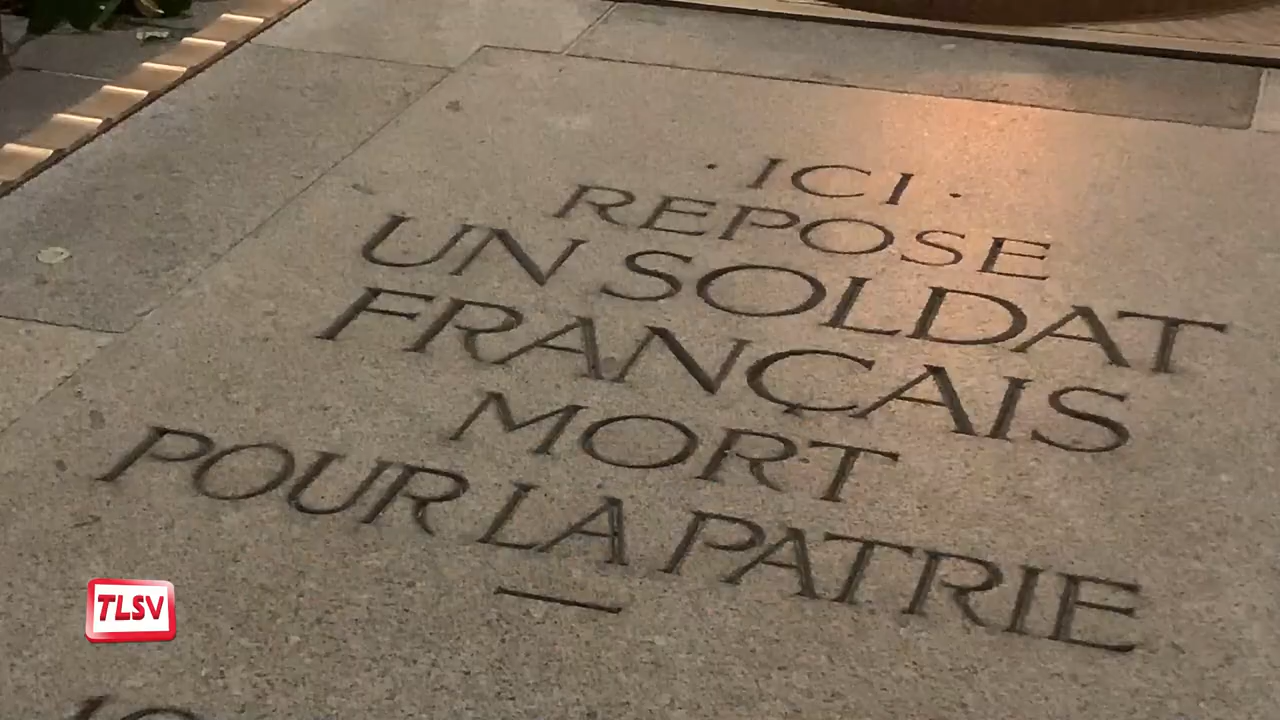 · ICI ·
REPOSE
UN SOLDAT
FRANÇAIS
MORT
POUR LA PATRIE
—
TLSV